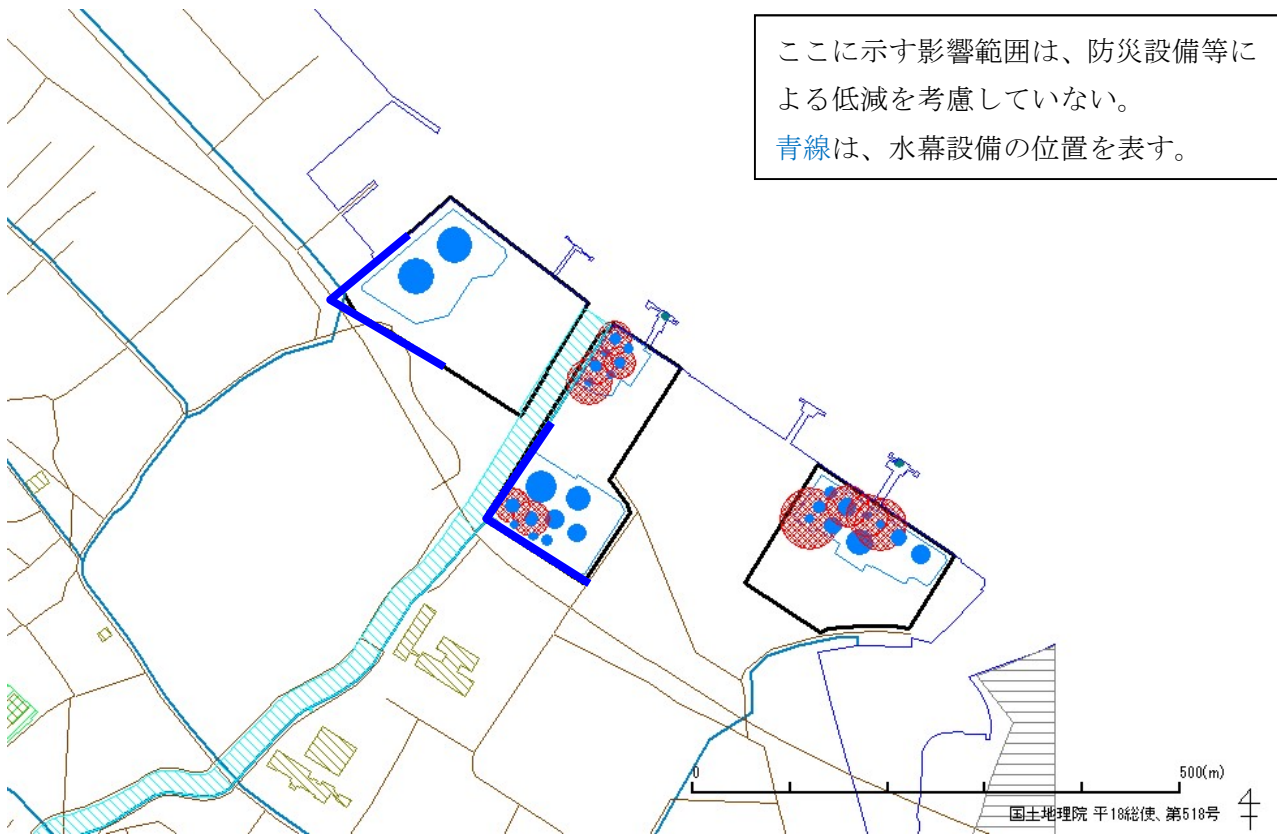 ここに示す影響範囲は、防災設備等に
よる低減を考慮していない。
青線は、水幕設備の位置を表す。
0 500(m)
国土地理院 平18総使、第518号